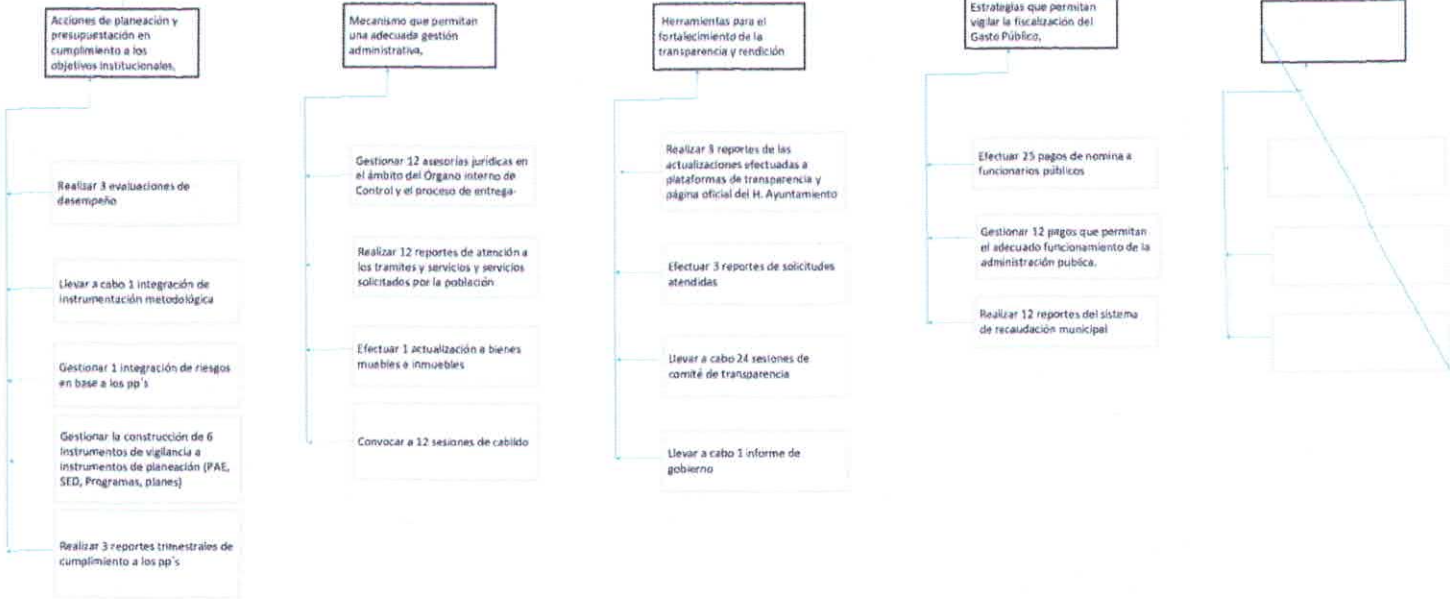 Acciones de planeación y
presupuestación en
cumplimiento a los
objetivos institucionales.
Realizar 3 evaluaciones de
desempeño
Llevar a cabo 1 integración de
instrumentación metodológica
Gestionar 1 integración de riesgos
en base a los pp's
Gestionar la construcción de 6
instrumentos de vigilancia a
instrumentos de planeación (PAE,
SED, Programas, planes)
Realizar 3 reportes trimestrales de
cumplimiento a los pp's
Mecanismo que permitan
una adecuada gestión
administrativa.
Gestionar 12 asesorías jurídicas en
el ámbito del Órgano interno de
Control y el proceso de entrega-
Realizar 12 reportes de atención a
los tramites y servicios y servicios
solicitados por la población
Efectuar 1 actualización a bienes
muebles e inmuebles
Convocar a 12 sesiones de cabildo
Herramientas para el
fortalecimiento de la
transparencia y rendición
Realizar 3 reportes de las
actualizaciones efectuadas a
plataformas de transparencia y
página oficial del H. Ayuntamiento
Efectuar 3 reportes de solicitudes
atendidas
Llevar a cabo 24 sesiones de
comité de transparencia
Llevar a cabo 1 informe de
gobierno
Estrategias que permitan
vigilar la fiscalización del
Gasto Público.
Efectuar 25 pagos de nomina a
funcionarios públicos
Gestionar 12 pagos que permitan
el adecuado funcionamiento de la
administración publica.
Realizar 12 reportes del sistema
de recaudación municipal